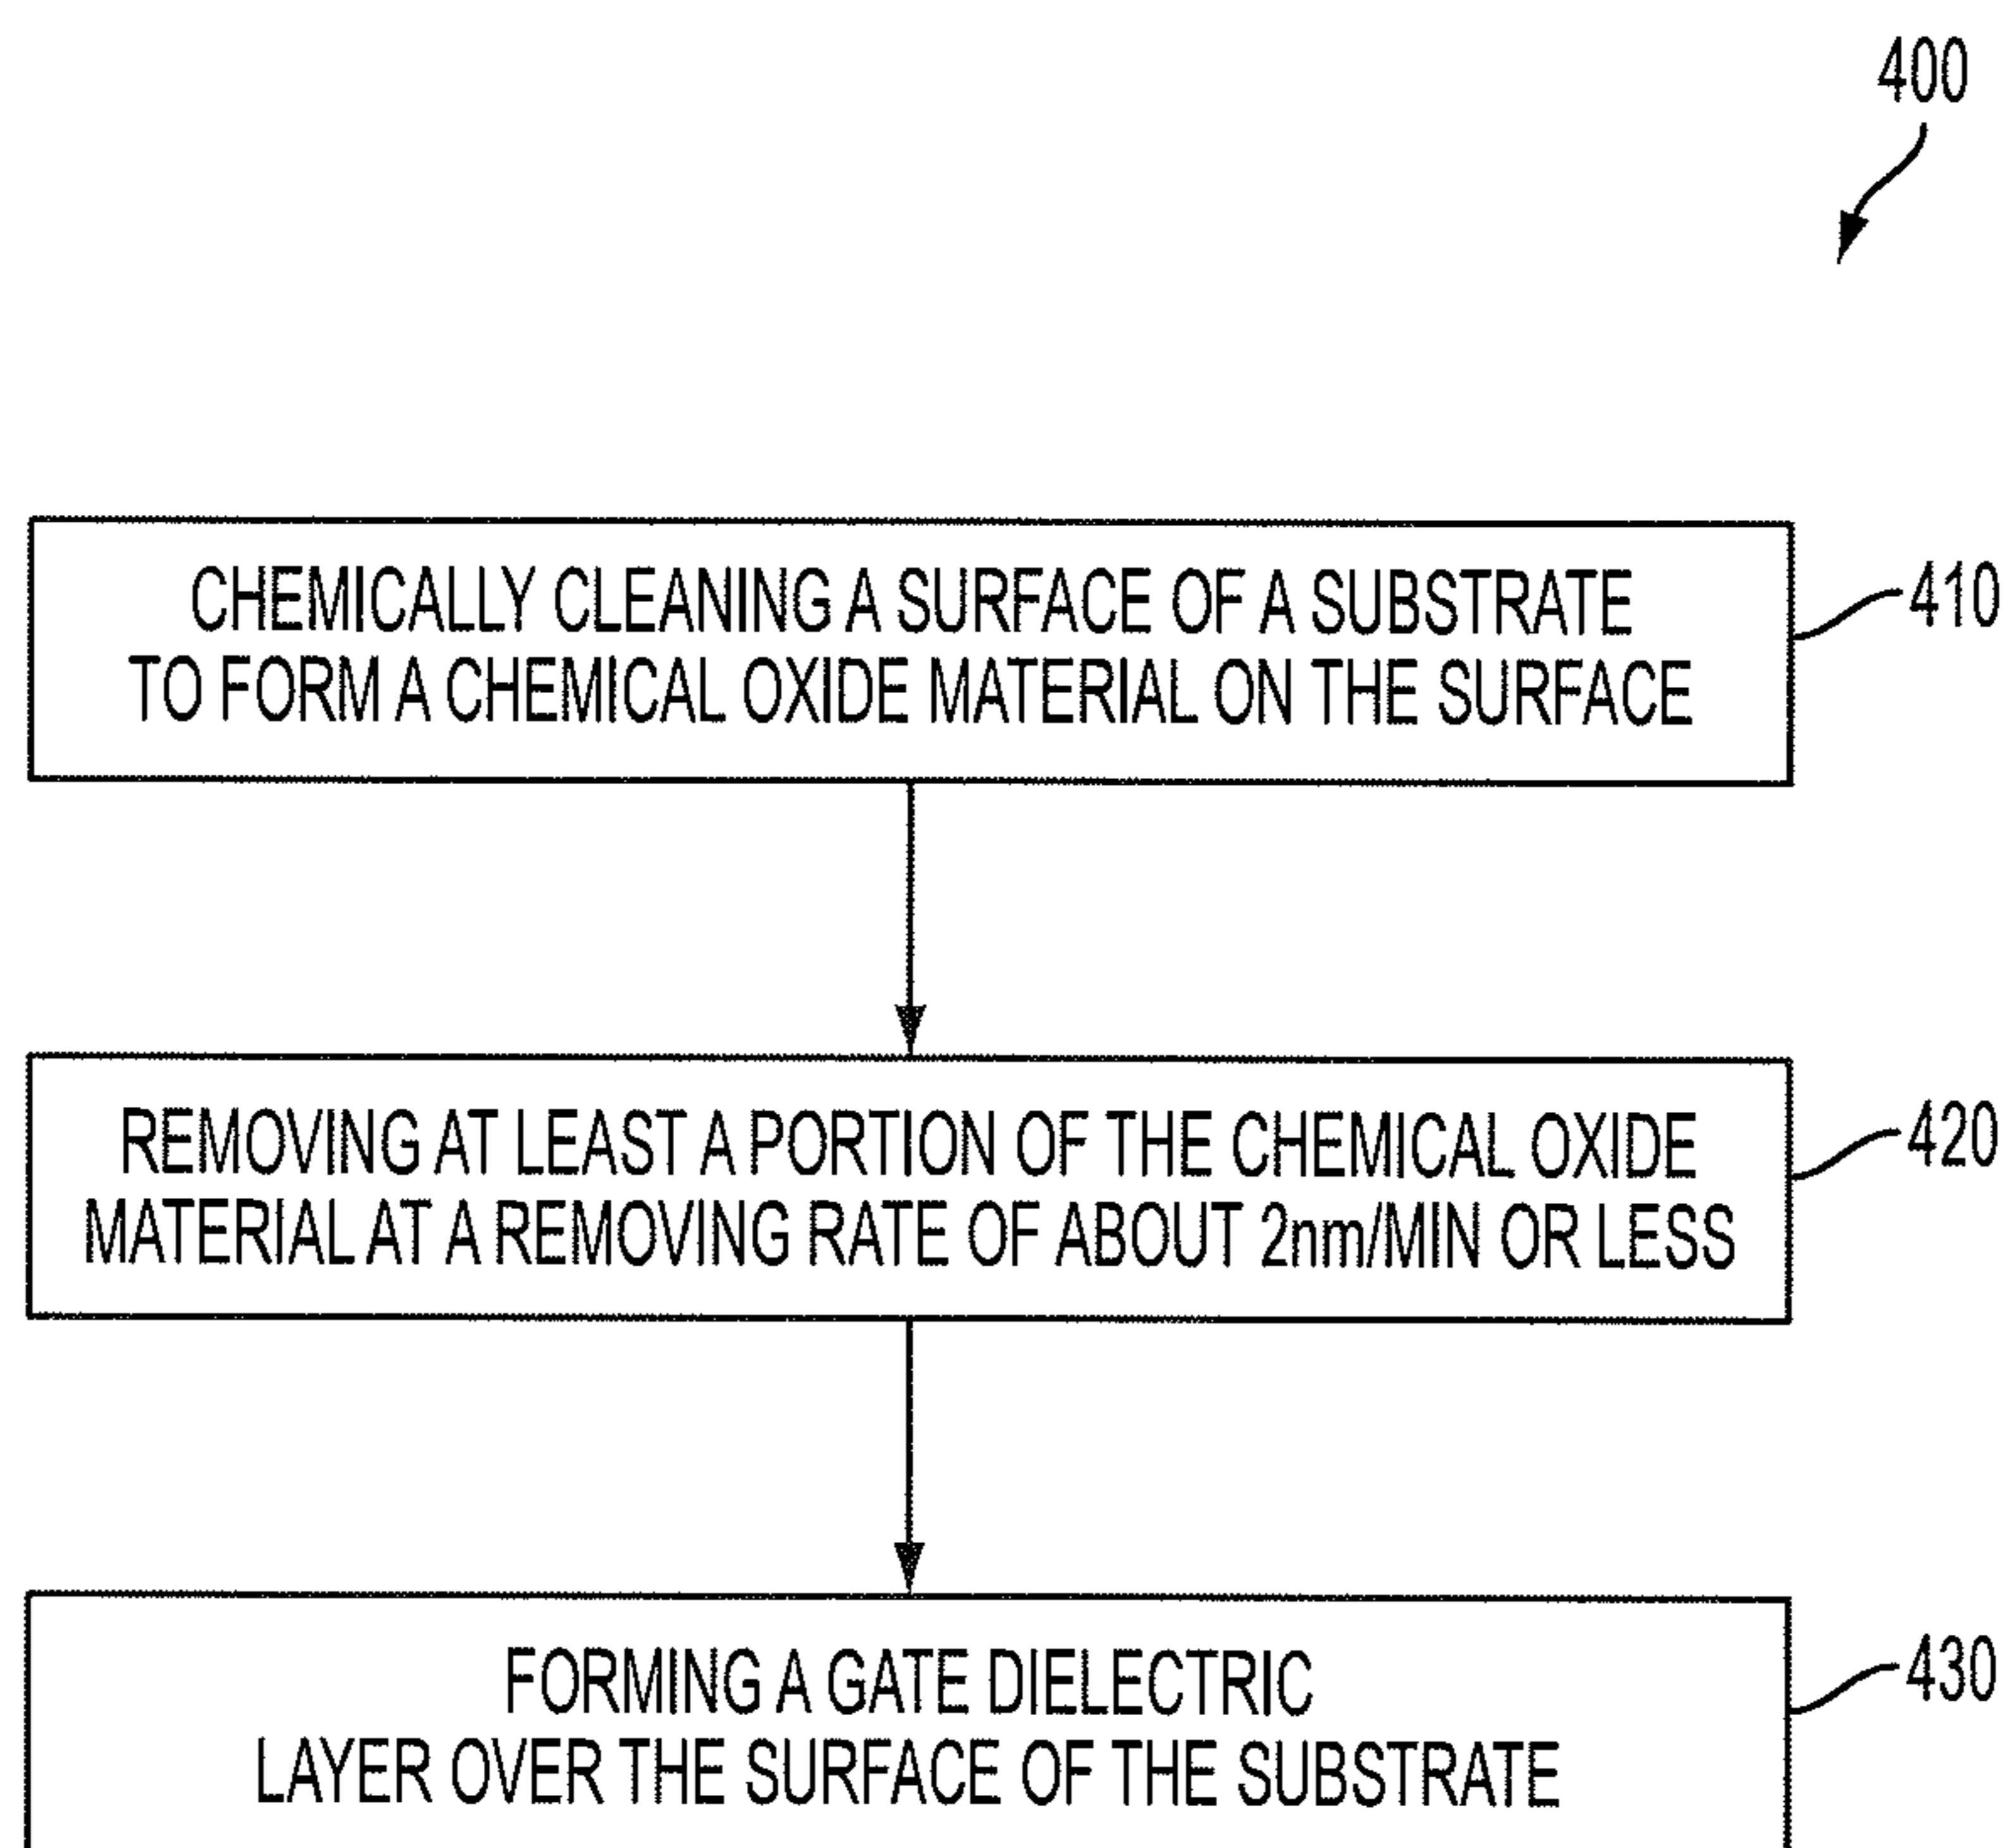 400
CHEMICALLY CLEANING A SURFACE OF A SUBSTRATE
TO FORM A CHEMICAL OXIDE MATERIAL ON THE SURFACE
410
REMOVING AT LEAST A PORTION OF THE CHEMICAL OXIDE
MATERIAL AT A REMOVING RATE OF ABOUT 2nm/MIN OR LESS
420
FORMING A GATE DIELECTRIC
LAYER OVER THE SURFACE OF THE SUBSTRATE
430